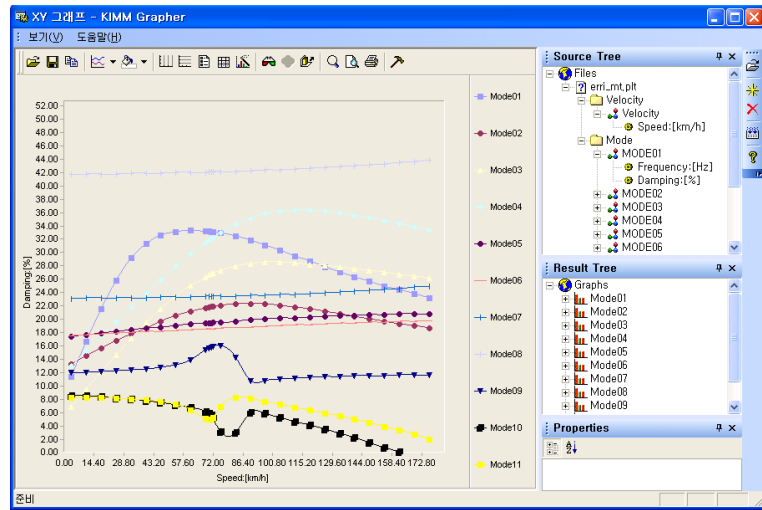 XY 그래프 - KIMM Grapher
보기(V) 도움말(H)
52.00
50.00
48.00
46.00
44.00
42.00
40.00
38.00
36.00
34.00
32.00
30.00
28.00
26.00
24.00
22.00
20.00
18.00
16.00
14.00
12.00
10.00
8.00
6.00
4.00
2.00
0.00
Damping:[%]
0.00 14.40 28.80 43.20 57.60 72.00 86.40 100.80 115.20 129.60 144.00 158.40 172.80
Speed:[km/h]
Mode01
Mode02
Mode03
Mode04
Mode05
Mode06
Mode07
Mode08
Mode09
Mode10
Mode11
Source Tree
Files
erri_mt.plt
Velocity
Velocity
Speed:[km/h]
Mode
MODE01
Frequency:[Hz]
Damping:[%]
MODE02
MODE03
MODE04
MODE05
MODE06
Result Tree
Graphs
Mode01
Mode02
Mode03
Mode04
Mode05
Mode06
Mode07
Mode08
Mode09
Properties
준비